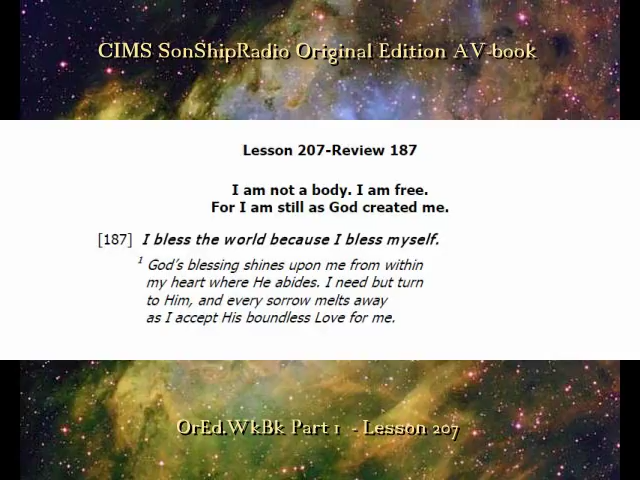 CIMS SonShipRadio Original Edition AV-book
Lesson 207-Review 187
I am not a body. I am free.
For I am still as God created me.
[187] I bless the world because I bless myself.
1 God's blessing shines upon me from within
my heart where He abides. I need but turn
to Him, and every sorrow melts away
as I accept His boundless Love for me.
OrEd.WkBk Part 1 - Lesson 207